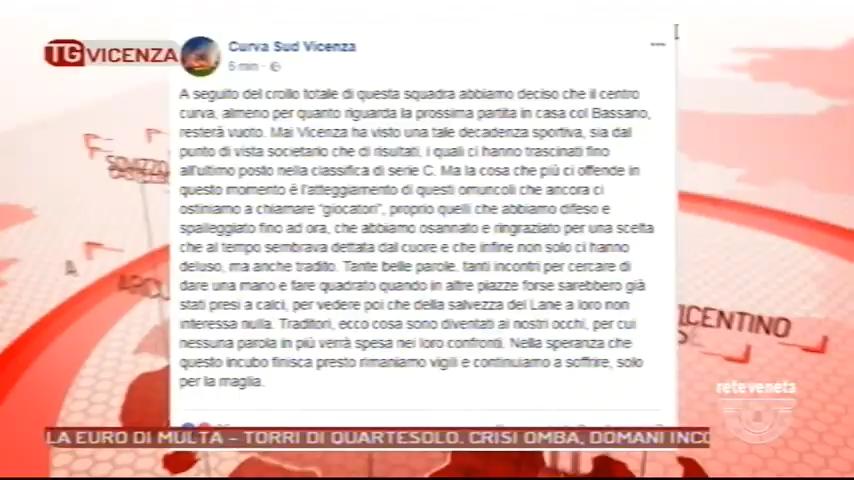 TG VICENZA
Curva Sud Vicenza
6 min
A seguito del crollo totale di questa squadra abbiamo deciso che il centro
curva, almeno per quanto riguarda la prossima partita in casa col Bassano,
resterà vuoto. Mai Vicenza ha visto una tale decadenza sportiva, sia dal
punto di vista societario che di risultati, i quali ci hanno trascinati fino
all'ultimo posto nella classifica di serie C. Ma la cosa che più ci offende in
questo momento è l'atteggiamento di questi omuncoli che ancora ci
ostiniamo a chiamare "giocatori", proprio quelli che abbiamo difeso e
spalleggiato fino ad ora, che abbiamo osannato e ringraziato per una scelta
che al tempo sembrava dettata dal cuore e che infine non solo ci hanno
deluso, ma anche tradito. Tante belle parole, tanti incontri per cercare di
dare una mano e fare quadrato quando in altre piazze forse sarebbero già
stati presi a calci, per vedere poi che della salvezza del Lane a loro non
interessa nulla. Traditori, ecco cosa sono diventati ai nostri occhi, per cui
nessuna parola in più verrà spesa nei loro confronti. Nella speranza che
questo incubo finisca presto rimaniamo vigili e continuiamo a soffrire, solo
per la maglia.
ICENTINO
reteveneta
LA EURO DI MULTA - TORRI DI QUARTESOLO. CRISI OMBA, DOMANI INCO